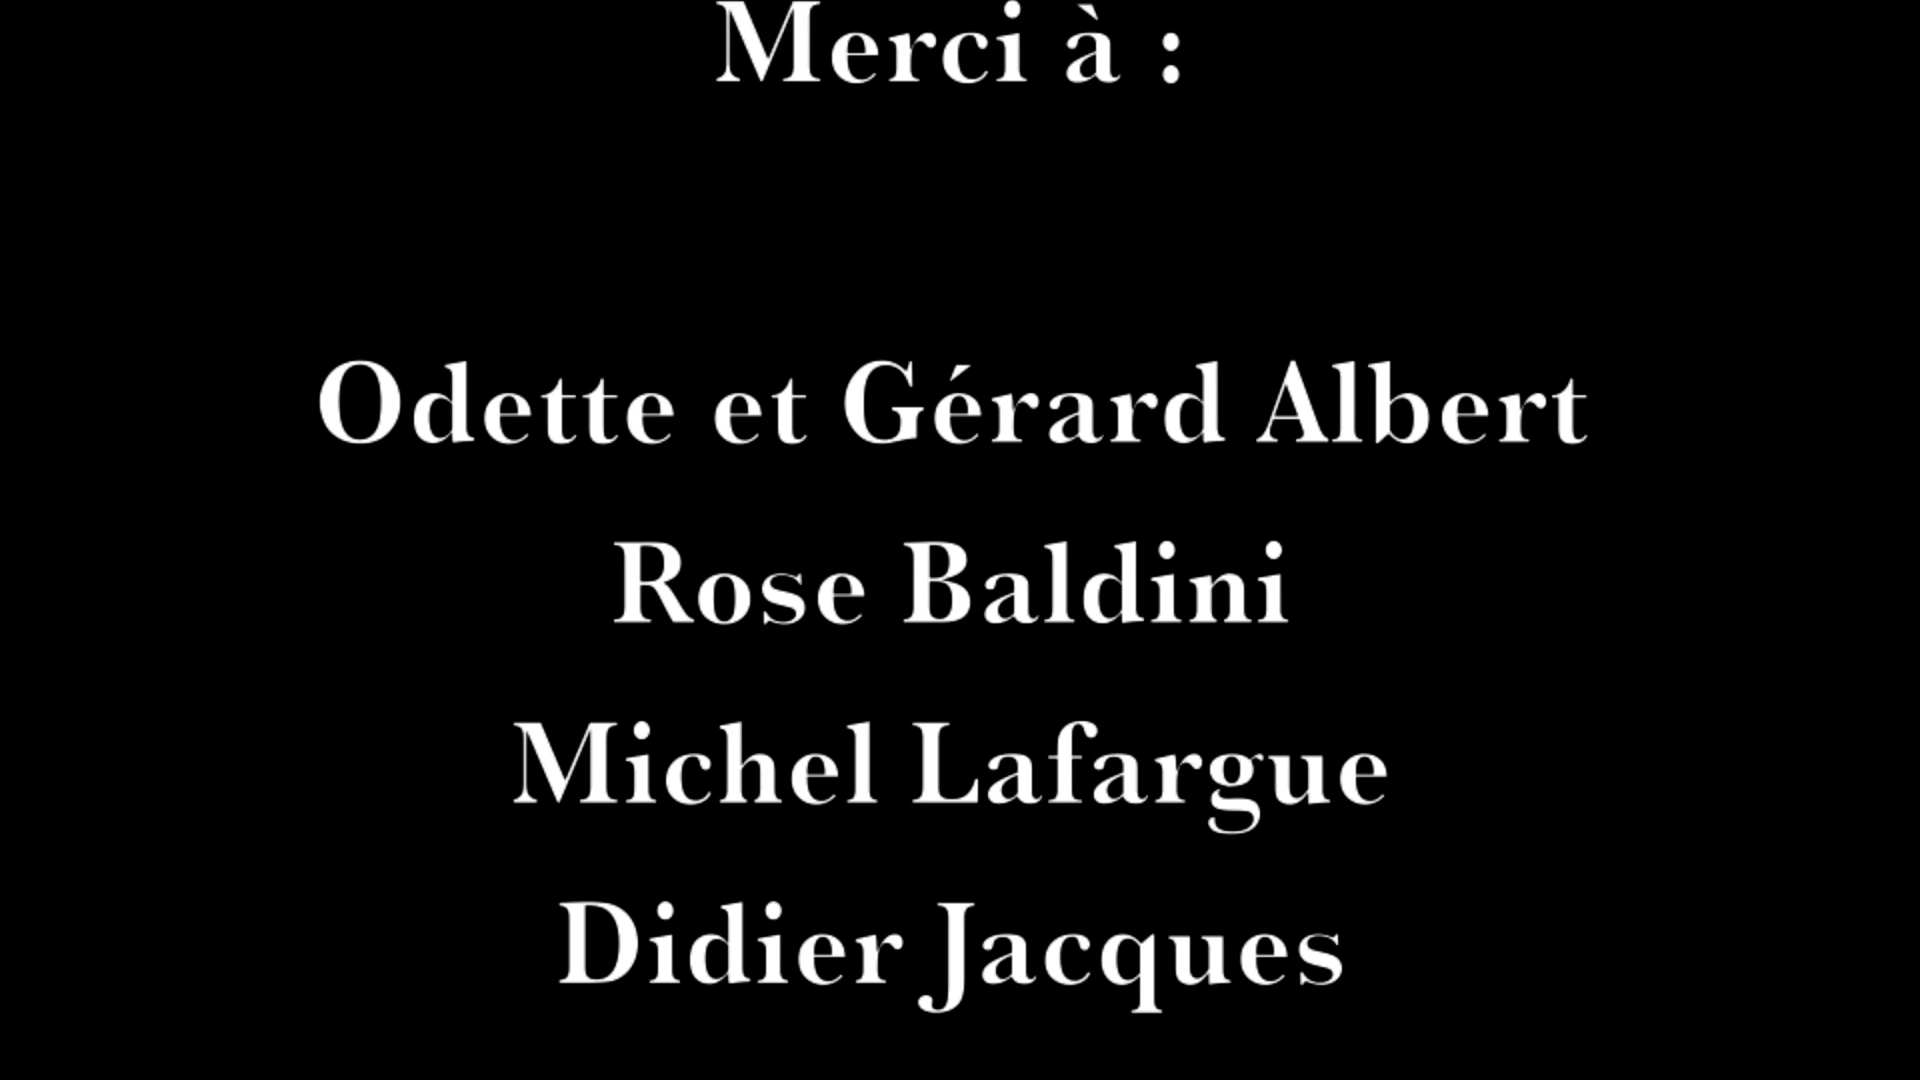 Merci à :
Odette et Gérard Albert
Rose Baldini
Michel Lafargue
Didier Jacques